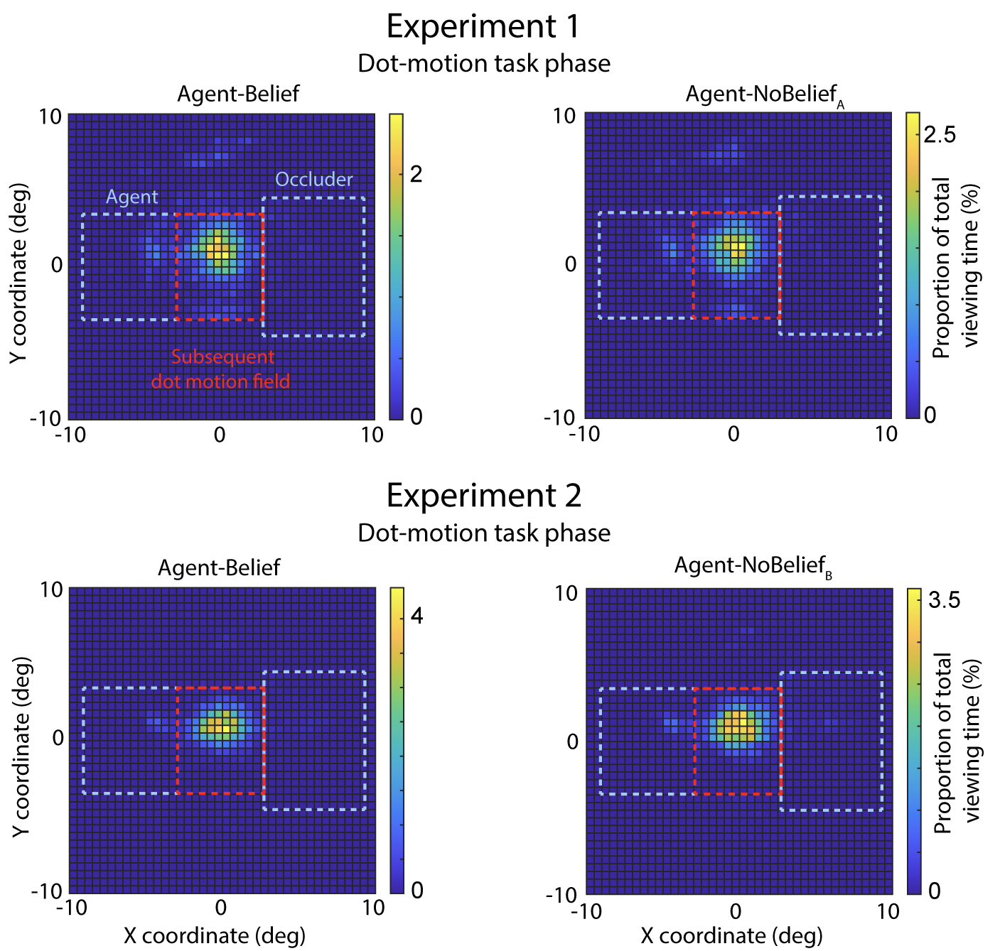 Experiment 1
Dot-motion task phase
Agent-Belief
Agent-NoBelief_A
10
0
-10
Y coordinate (deg)
Agent
Occluder
Subsequent
dot motion field
-10
0
10
2
0
10
0
-10
-10
0
10
2.5
0
Proportion of total
viewing time (%)
Experiment 2
Dot-motion task phase
Agent-Belief
Agent-NoBelief_B
10
0
-10
Y coordinate (deg)
-10
0
10
X coordinate (deg)
4
0
10
0
-10
-10
0
10
X coordinate (deg)
3.5
0
Proportion of total
viewing time (%)